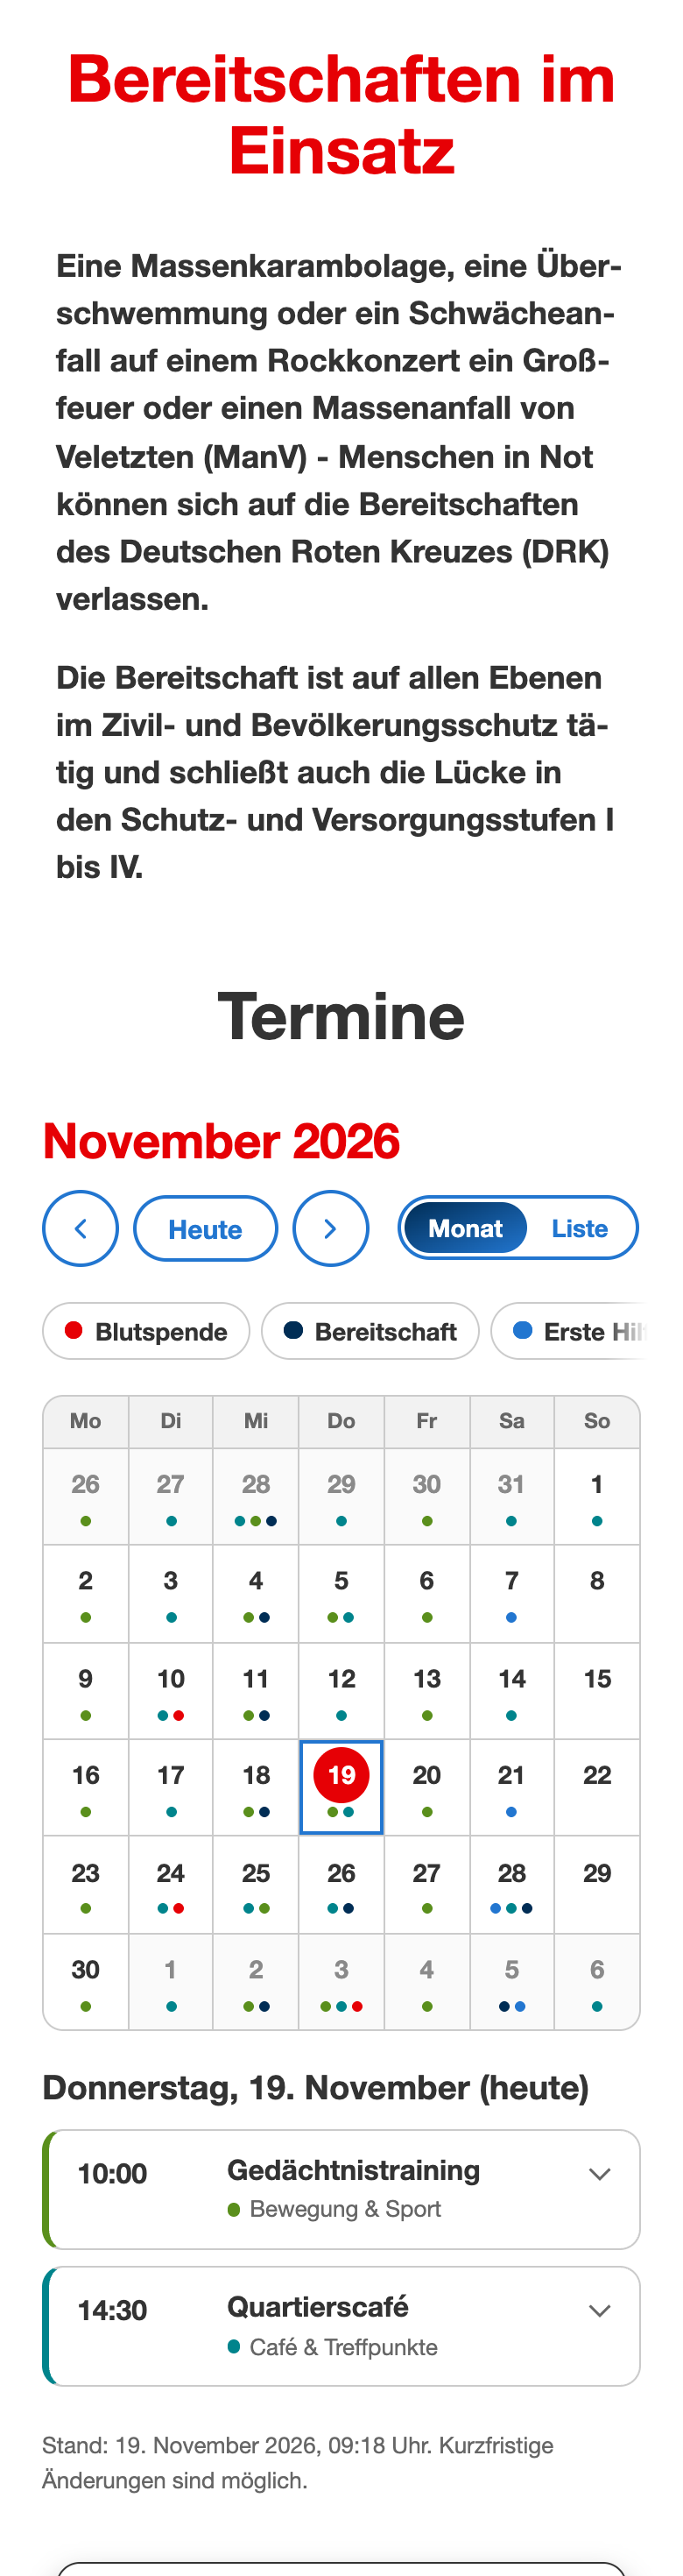 Bereitschaften im
Einsatz
Eine Massenkarambolage, eine Über-
schwemmung oder ein Schwächean-
fall auf einem Rockkonzert ein Groß-
feuer oder einen Massenanfall von
Veletzten (ManV) - Menschen in Not
können sich auf die Bereitschaften
des Deutschen Roten Kreuzes (DRK)
verlassen.
Die Bereitschaft ist auf allen Ebenen
im Zivil- und Bevölkerungsschutz tä-
tig und schließt auch die Lücke in
den Schutz- und Versorgungsstufen I
bis IV.
Termine
November 2026
Heute Monat Liste
Blutspende Bereitschaft Erste
Mo Di Mi Do Fr Sa So
26 27 28 29 30 31 1
2 3 4 5 6 7 8
9 10 11 12 13 14 15
16 17 18 19 20 21 22
23 24 25 26 27 28 29
30 1 2 3 4 5 6
Donnerstag, 19. November (heute)
10:00 Gedächtnistraining
Bewegung & Sport
14:30 Quartierscafé
Café & Treffpunkte
Stand: 19. November 2026, 09:18 Uhr. Kurzfristige
Änderungen sind möglich.